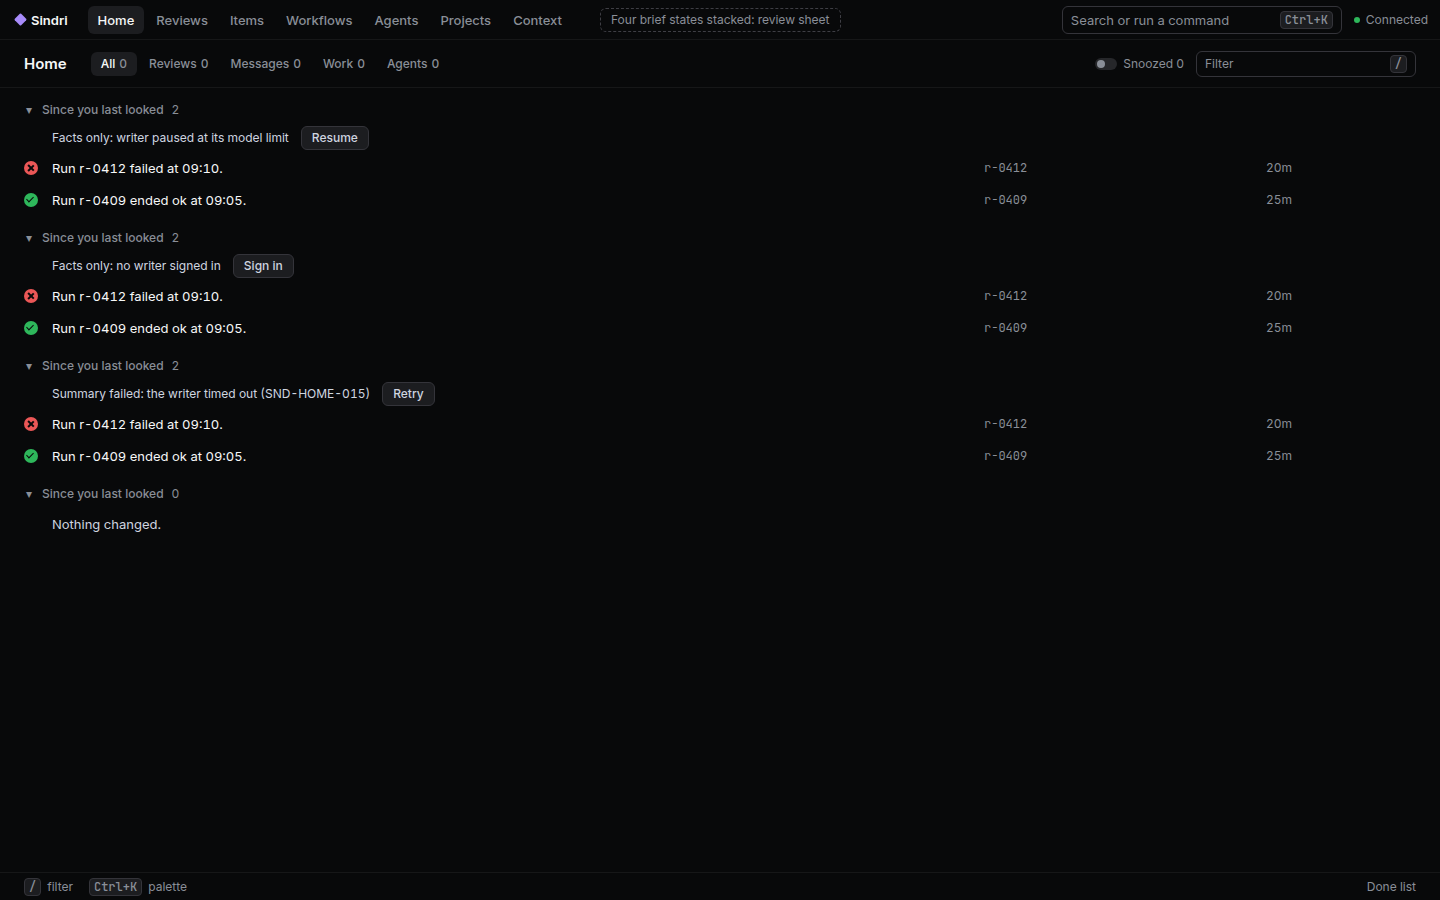 Sindri Home Reviews Items Workflows Agents Projects Context Four brief states stacked: review sheet Search or run a command Ctrl+K Connected
Home All 0 Reviews 0 Messages 0 Work 0 Agents 0 Snoozed 0 Filter /
Since you last looked 2
Facts only: writer paused at its model limit Resume
Run r-0412 failed at 09:10. r-0412 20m
Run r-0409 ended ok at 09:05. r-0409 25m
Since you last looked 2
Facts only: no writer signed in Sign in
Run r-0412 failed at 09:10. r-0412 20m
Run r-0409 ended ok at 09:05. r-0409 25m
Since you last looked 2
Summary failed: the writer timed out (SND-HOME-015) Retry
Run r-0412 failed at 09:10. r-0412 20m
Run r-0409 ended ok at 09:05. r-0409 25m
Since you last looked 0
Nothing changed.
/ filter Ctrl+K palette Done list